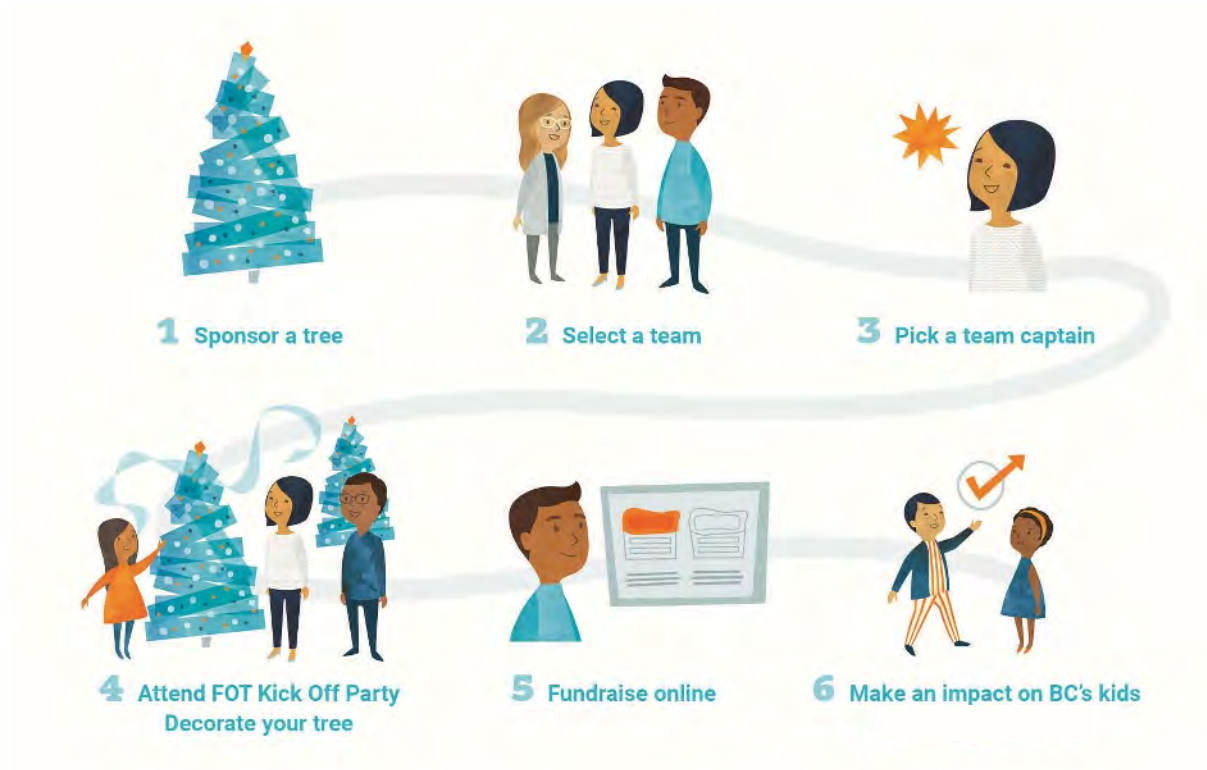 1 Sponsor a tree
2 Select a team
3 Pick a team captain
4 Attend FOT Kick Off Party
Decorate your tree
5 Fundraise online
6 Make an impact on BC's kids